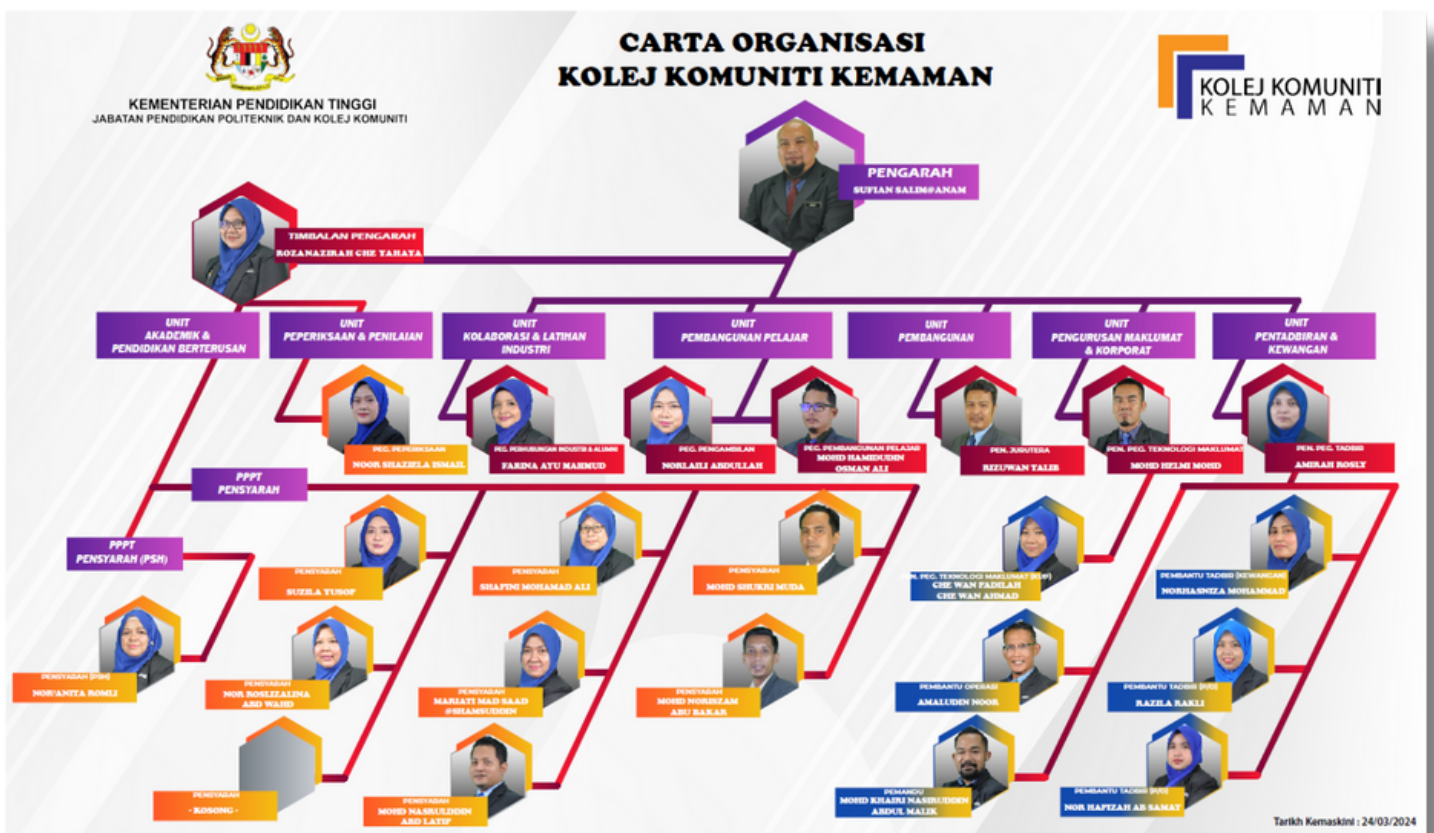 CARTA ORGANISASI
KOLEJ KOMUNITI KEMAMAN
KEMENTERIAN PENDIDIKAN TINGGI
JABATAN PENDIDIKAN POLITEKNIK DAN KOLEJ KOMUNITI
KOLEJ KOMUNITI
KEMAMAN
PENGARAH
SUFIAN SALIM@ANAM
TIMBALAN PENGARAH
ROZANAZIRAH CHE YAHAYA
UNIT
AKADEMIK &
PENDIDIKAN BERTERUSAN
UNIT
PEPERIKSAAN & PENILAIAN
UNIT
KOLABORASI & LATIHAN
INDUSTRI
UNIT
PEMBANGUNAN PELAJAR
UNIT
PEMBANGUNAN
UNIT
PENGURUSAN MAKLUMAT
& KORPORAT
UNIT
PENTADBIRAN &
KEWANGAN
PEG. PEPERIKSAAN
NOOR SHAZIELA ISMAIL
PEG. PERHUBUNGAN INDUSTRI & ALUMNI
FARINA AYU MAHMUD
PEG. PENGAMBILAN
NORLAILI ABDULLAH
PEG. PEMBANGUNAN PELAJAR
MOHD HAMIDUDIN
OSMAN ALI
PEN. JURUTERA
RIZUWAN TALIB
PEN. PEG. TEKNOLOGI MAKLUMAT
MOHD HELMI MOHD
PEN. PEG. TADBIR
AMIRAH ROSLY
PPPT
PENSYARAH
PPPT
PENSYARAH (PSH)
PENSYARAH
SUZILA YUSOF
PENSYARAH
SHAFINI MOHAMAD ALI
PENSYARAH
MOHD SHUKRI MUDA
PEN. PEG. TEKNOLOGI MAKLUMAT (KUP)
CHE WAN FADILAH
CHE WAN AHMAD
PEMBANTU TADBIR (KEWANGAN)
NORHASNIZA MOHAMMAD
PENSYARAH (PSH)
NOR'ANITA ROMLI
PENSYARAH
NOR ROSLIZALINA
ABD WAHD
PENSYARAH
MARIATI MAD SAAD
@SHAMSUDDIN
PENSYARAH
MOHD NORISZAM
ABU BAKAR
PEMBANTU OPERASI
AMALUDIN NOOR
PEMBANTU TADBIR (P/O)
RAZILA RAKLI
PENSYARAH
- KOSONG -
PENSYARAH
MOHD NASRULDDIN
ABD LATIF
PEMANDU
MOHD KHAIRI NASIRUDDIN
ABDUL MALIK
PEMBANTU TADBIR (P/O)
NOR HAFIZAH AB SAMAT
Tarikh Kemaskini : 24/03/2024